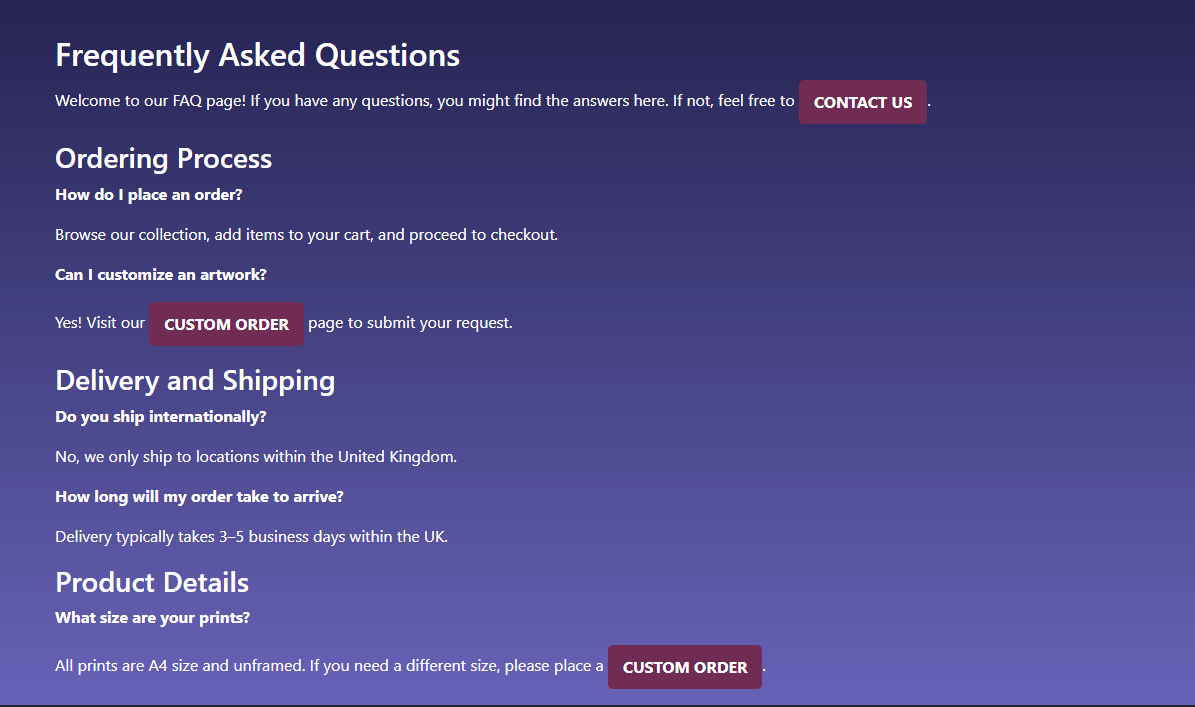 Frequently Asked Questions
Welcome to our FAQ page! If you have any questions, you might find the answers here. If not, feel free to CONTACT US.
Ordering Process
How do I place an order?
Browse our collection, add items to your cart, and proceed to checkout.
Can I customize an artwork?
Yes! Visit our CUSTOM ORDER page to submit your request.
Delivery and Shipping
Do you ship internationally?
No, we only ship to locations within the United Kingdom.
How long will my order take to arrive?
Delivery typically takes 3–5 business days within the UK.
Product Details
What size are your prints?
All prints are A4 size and unframed. If you need a different size, please place a CUSTOM ORDER.